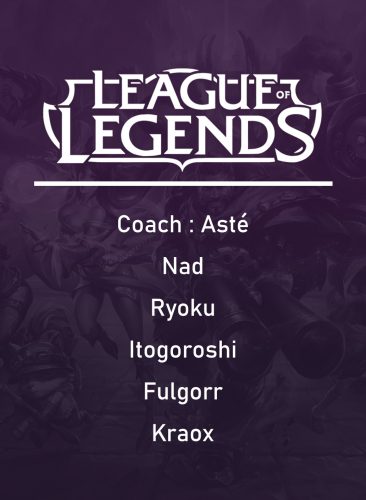 LEAGUE OF
LEGENDS
Coach : Asté
Nad
Ryoku
Itogoroshi
Fulgorr
Kraox